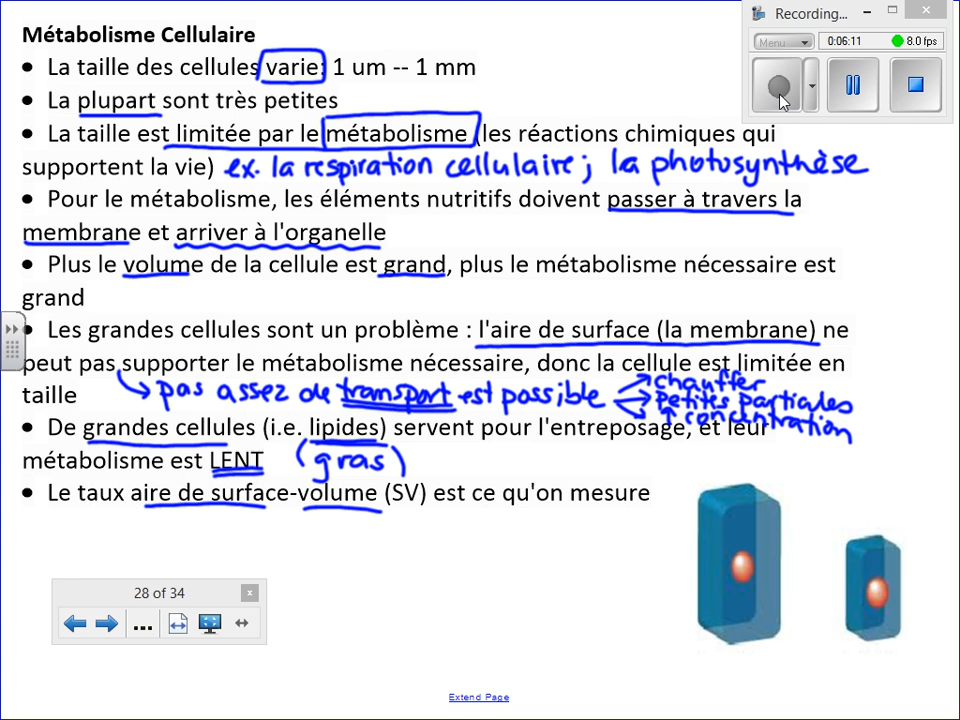 Métabolisme Cellulaire
• La taille des cellules varie: 1 um -- 1 mm
• La plupart sont très petites
• La taille est limitée par le métabolisme (les réactions chimiques qui
supportent la vie) ex. la respiration cellulaire; la photosynthèse
• Pour le métabolisme, les éléments nutritifs doivent passer à travers la
membrane et arriver à l'organelle
• Plus le volume de la cellule est grand, plus le métabolisme nécessaire est
grand
• Les grandes cellules sont un problème : l'aire de surface (la membrane) ne
peut pas supporter le métabolisme nécessaire, donc la cellule est limitée en
taille
pas assez de transport est possible
chauffer
petites particules
↑ concentration
• De grandes cellules (i.e. lipides) servent pour l'entreposage, et leur
métabolisme est LENT (gras)
• Le taux aire de surface-volume (SV) est ce qu'on mesure
Recording...
Menu
0:06:11
8.0 fps
28 of 34
Extend Page